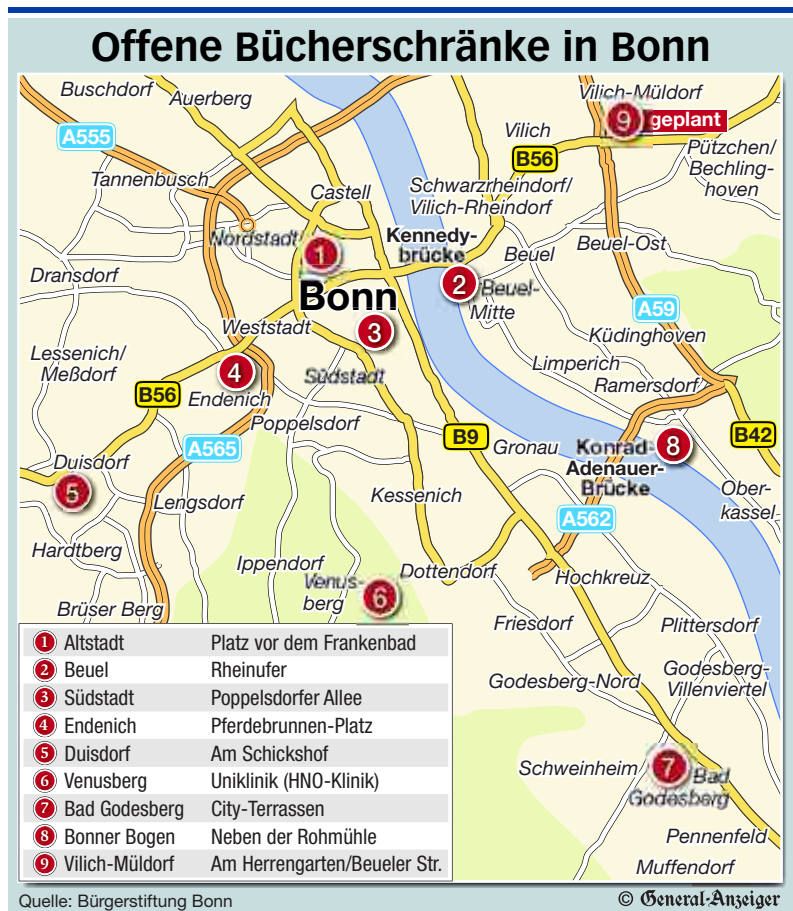 Offene Bücherschränke in Bonn
Buschdorf
Auerberg
Vilich-Müldorf
9 geplant
A555
Vilich
B56
Pützchen/
Bechling-
hoven
Tannenbusch
Castell
Schwarzrheindorf/
Vilich-Rheindorf
Nordstadt
1
Kennedy-
brücke
Beuel
Beuel-Ost
Dransdorf
Bonn
2
Beuel-
Mitte
A59
Weststadt
3
Küdinghoven
Lessenich/
Meßdorf
4
Limperich
Ramersdorf
Südstadt
B56
Endenich
Poppelsdorf
A565
B9
Gronau
Konrad-
Adenauer-
Brücke
8
B42
Duisdorf
5
Lengsdorf
Kessenich
Ober-
kassel
A562
Hardtberg
Ippendorf
Venus-
berg
6
Dottendorf
Hochkreuz
Brüser Berg
Friesdorf
Plittersdorf
Godesberg-Nord
Godesberg-
Villenviertel
Schweinheim
7
Bad
Godesberg
Pennenfeld
Muffendorf
1 Altstadt Platz vor dem Frankenbad
2 Beuel Rheinufer
3 Südstadt Poppelsdorfer Allee
4 Endenich Pferdebrunnen-Platz
5 Duisdorf Am Schickshof
6 Venusberg Uniklinik (HNO-Klinik)
7 Bad Godesberg City-Terrassen
8 Bonner Bogen Neben der Rohmühle
9 Vilich-Müldorf Am Herrengarten/Beueler Str.
Quelle: Bürgerstiftung Bonn
© General-Anzeiger